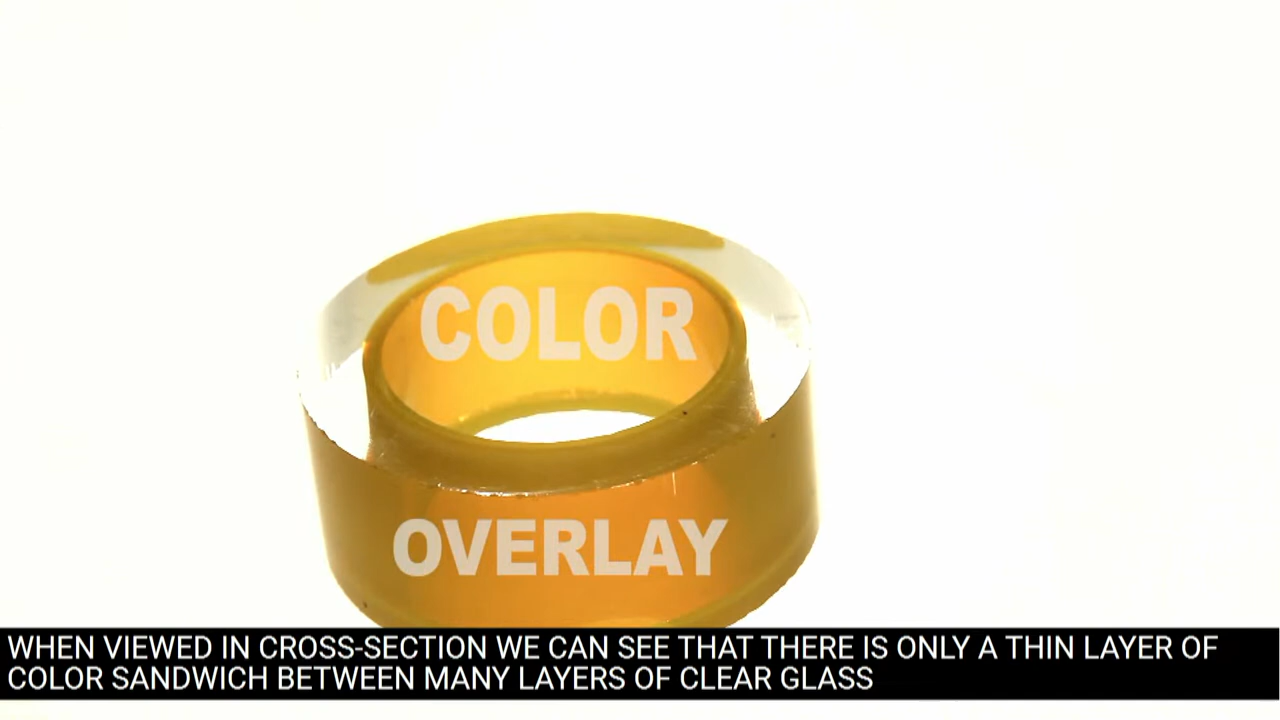 COLOR
OVERLAY
WHEN VIEWED IN CROSS-SECTION WE CAN SEE THAT THERE IS ONLY A THIN LAYER OF
COLOR SANDWICH BETWEEN MANY LAYERS OF CLEAR GLASS